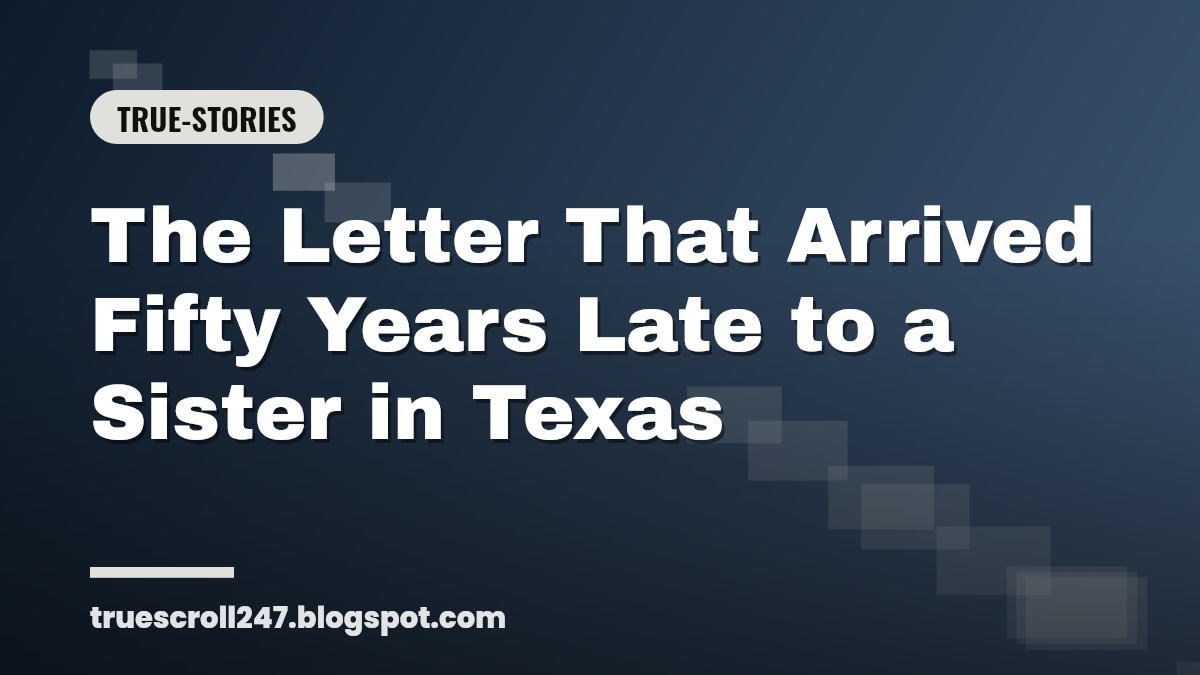 TRUE-STORIES
The Letter That Arrived
Fifty Years Late to a
Sister in Texas
truescroll247.blogspot.com